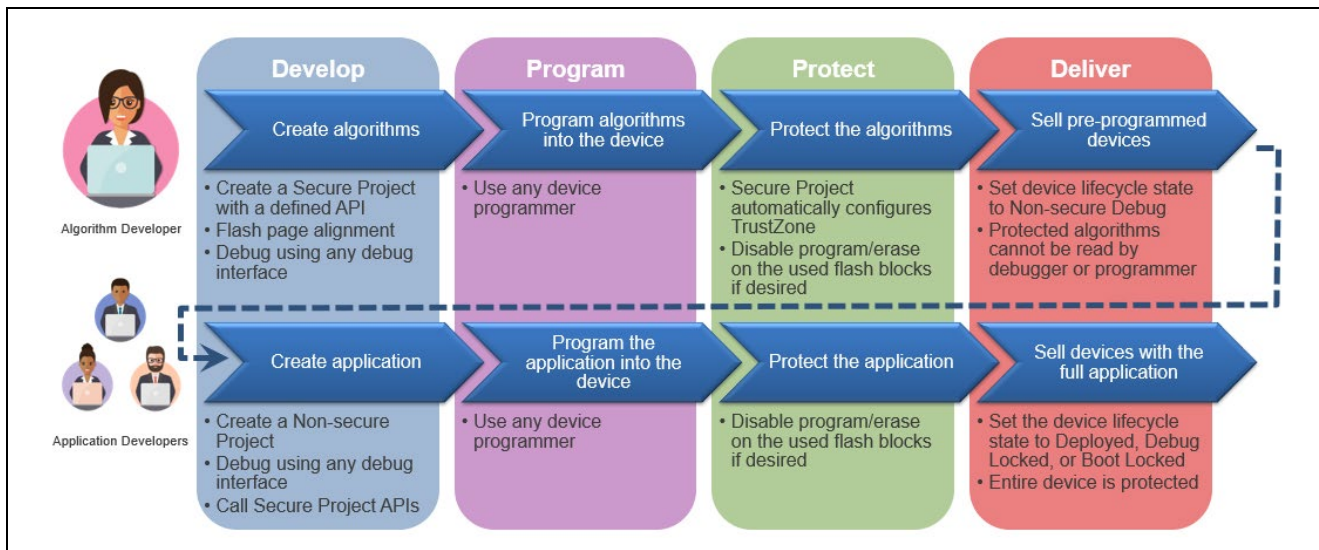 Develop
Program
Protect
Deliver
Create algorithms
Program algorithms
into the device
Protect the algorithms
Sell pre-programmed
devices
Algorithm Developer
• Create a Secure Project
with a defined API
• Flash page alignment
• Debug using any debug
interface
• Use any device
programmer
• Secure Project
automatically configures
TrustZone
• Disable program/erase
on the used flash blocks
if desired
• Set device lifecycle state
to Non-secure Debug
• Protected algorithms
cannot be read by
debugger or programmer
Create application
Program the
application into the
device
Protect the application
Sell devices with the
full application
Application Developers
• Create a Non-secure
Project
• Debug using any debug
interface
• Call Secure Project APIs
• Use any device
programmer
• Disable program/erase
on the used flash blocks
if desired
• Set the device lifecycle
state to Deployed, Debug
Locked, or Boot Locked
• Entire device is protected